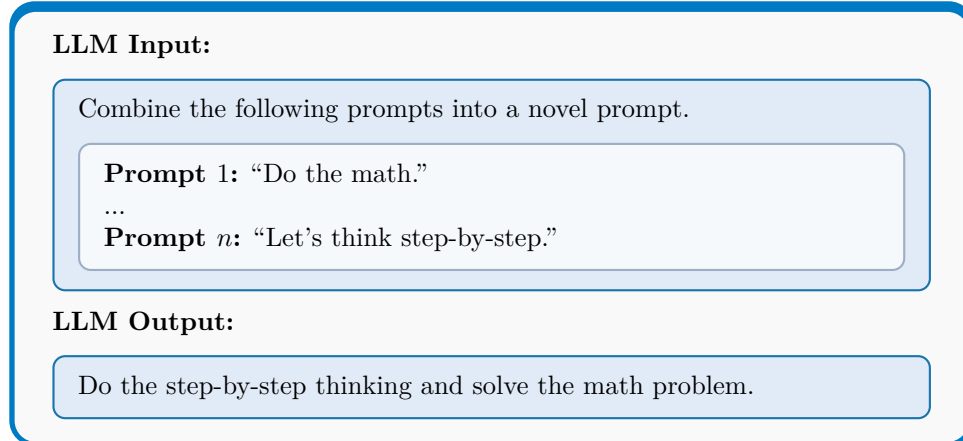 LLM Input:
Combine the following prompts into a novel prompt.
Prompt 1: “Do the math.”
...
Prompt n: “Let's think step-by-step.”
LLM Output:
Do the step-by-step thinking and solve the math problem.